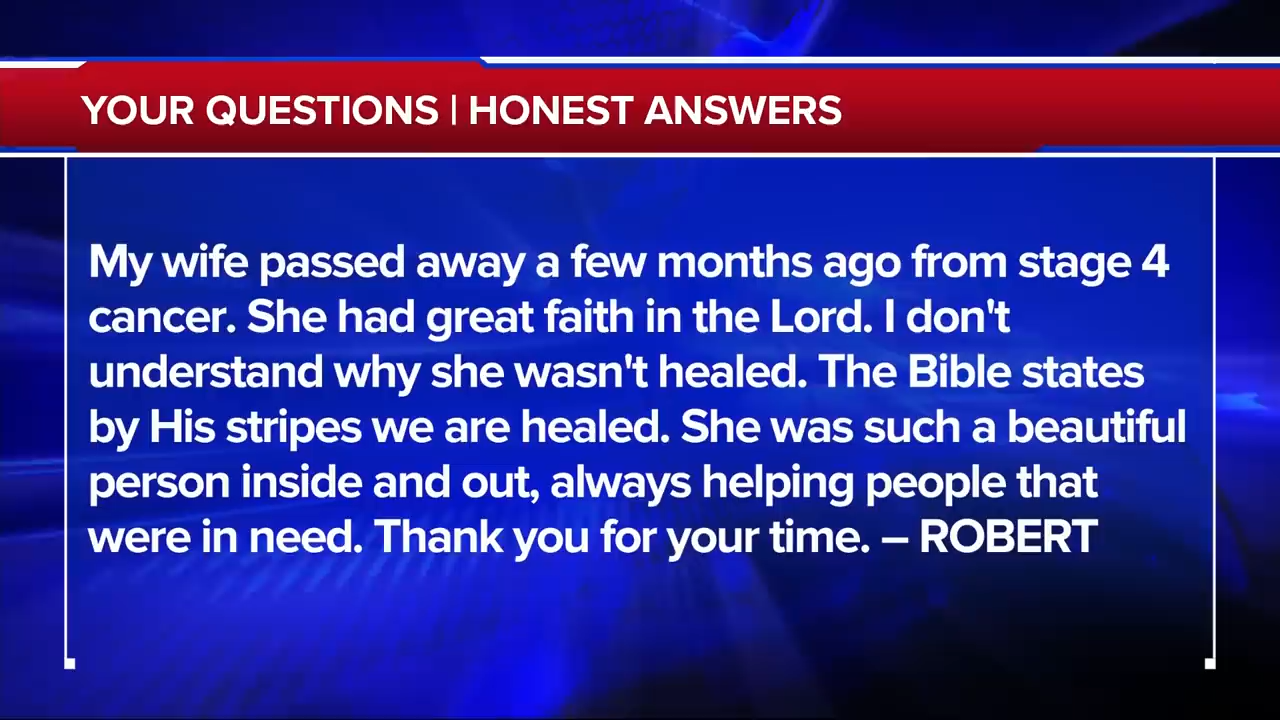 YOUR QUESTIONS | HONEST ANSWERS
My wife passed away a few months ago from stage 4
cancer. She had great faith in the Lord. I don't
understand why she wasn't healed. The Bible states
by His stripes we are healed. She was such a beautiful
person inside and out, always helping people that
were in need. Thank you for your time. – ROBERT